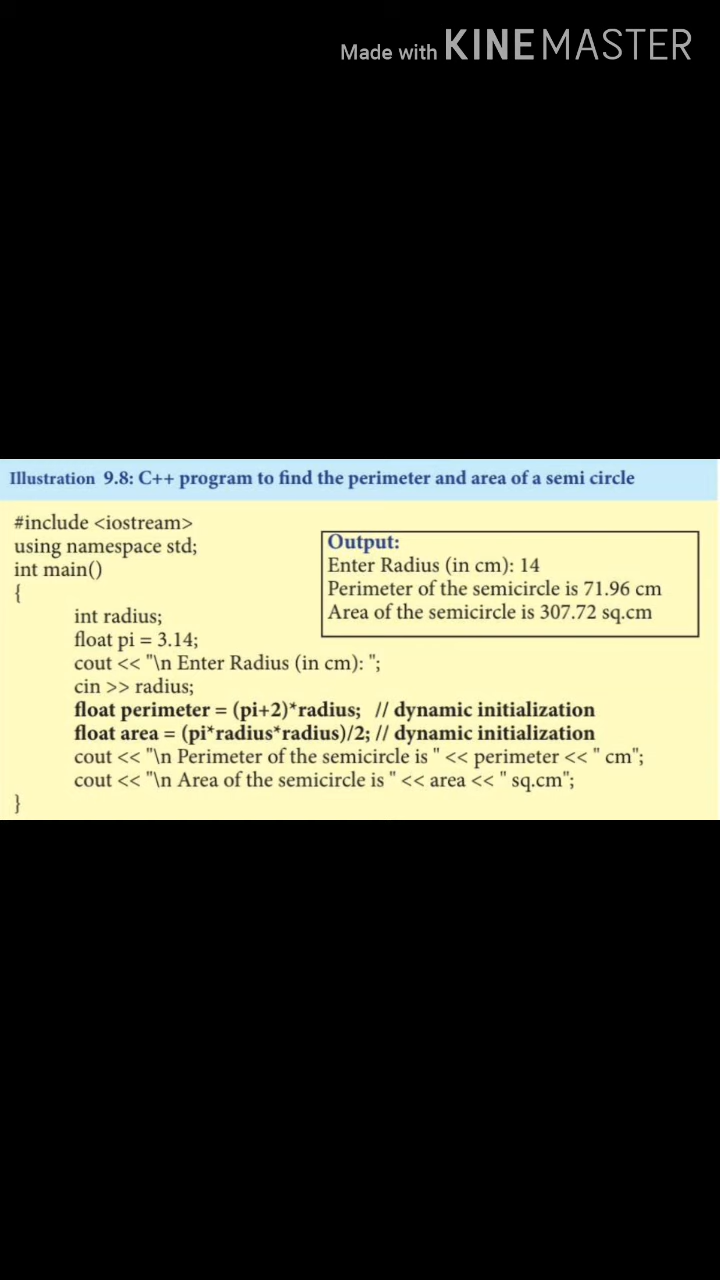 Made with KINEMASTER
Illustration 9.8: C++ program to find the perimeter and area of a semi circle
#include <iostream>
using namespace std;
int main()
{
int radius;
float pi = 3.14;
cout << "\n Enter Radius (in cm): ";
cin >> radius;
float perimeter = (pi+2)*radius; // dynamic initialization
float area = (pi*radius*radius)/2; // dynamic initialization
cout << "\n Perimeter of the semicircle is " << perimeter << " cm";
cout << "\n Area of the semicircle is " << area << " sq.cm";
}
Output:
Enter Radius (in cm): 14
Perimeter of the semicircle is 71.96 cm
Area of the semicircle is 307.72 sq.cm